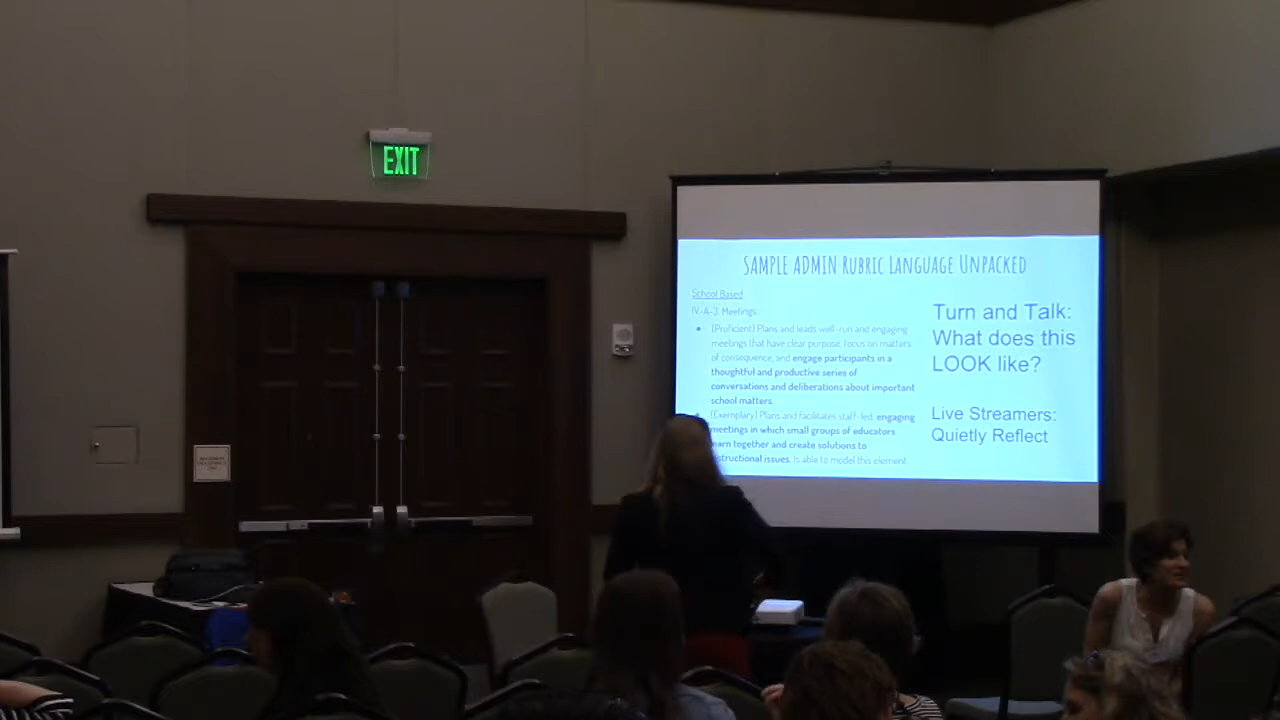 EXIT
SAMPLE ADMIN RUBRIC LANGUAGE UNPACKED
School Based
IV-A-3. Meetings:
• (Proficient) Plans and leads well-run and engaging
meetings that have clear purpose, focus on matters
of consequence, and engage participants in a
thoughtful and productive series of
conversations and deliberations about important
school matters.
(Exemplary) Plans and facilitates staff-led, engaging
meetings in which small groups of educators
earn together and create solutions to
structional issues. Is able to model this element.
Turn and Talk:
What does this
LOOK like?
Live Streamers:
Quietly Reflect